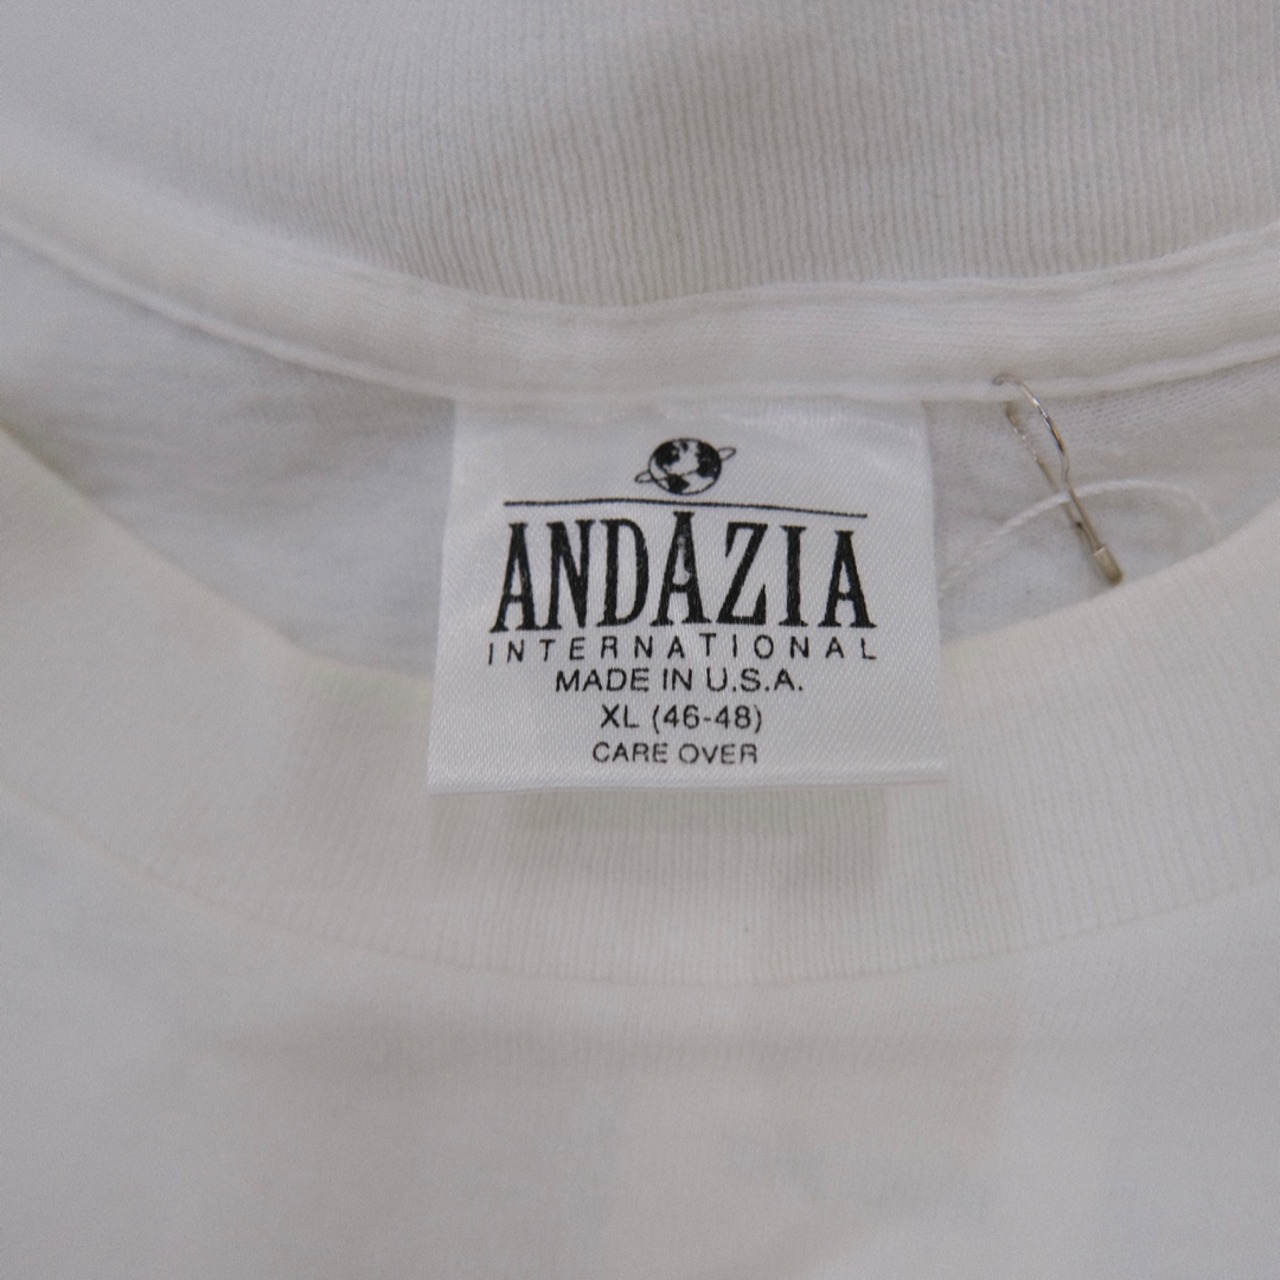 ANDAZIA
INTERNATIONAL
MADE IN U.S.A.
XL (46-48)
CARE OVER